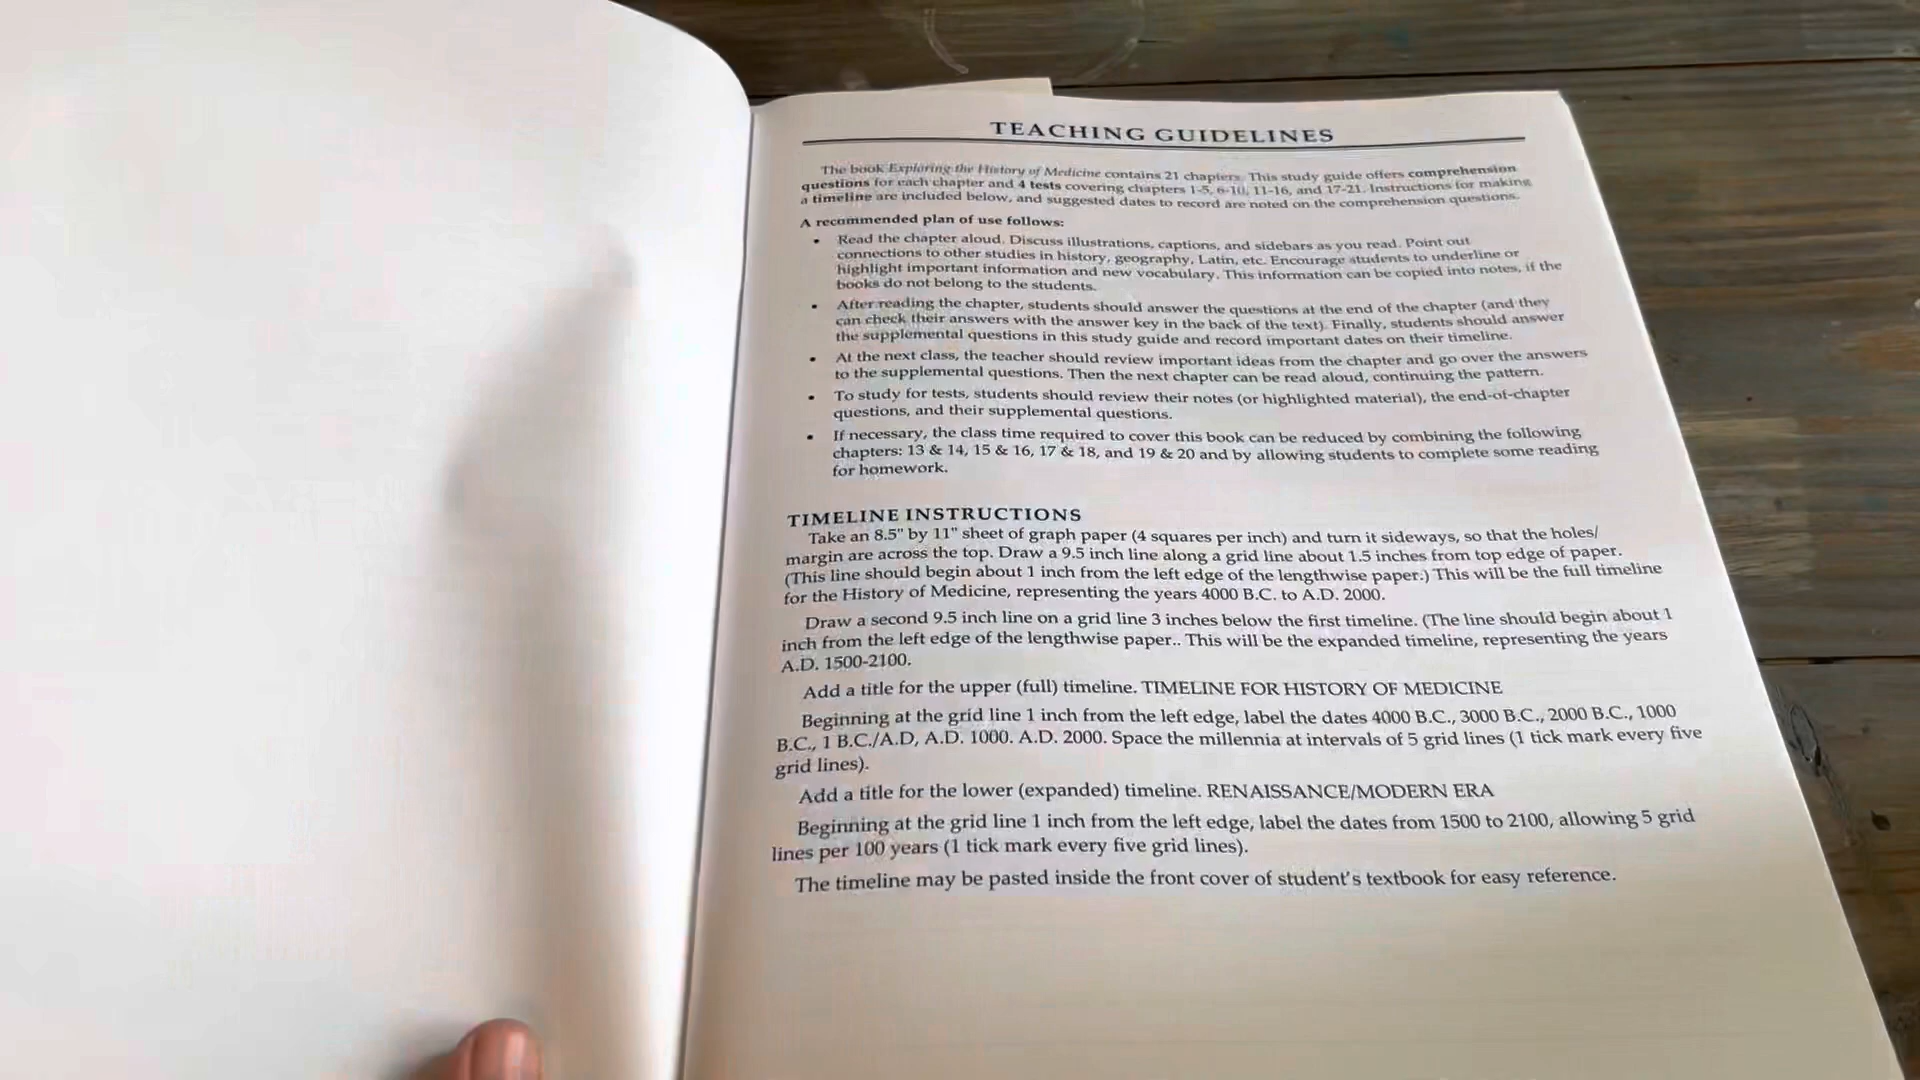 TEACHING GUIDELINES
The book Exploring the History of Medicine contains 21 chapters. This study guide offers comprehension
questions for each chapter and 4 tests covering chapters 1-5, 6-10, 11-16, and 17-21. Instructions for making
a timeline are included below, and suggested dates to record are noted on the comprehension questions.
A recommended plan of use follows:
• Read the chapter aloud. Discuss illustrations, captions, and sidebars as you read. Point out
connections to other studies in history, geography, Latin, etc. Encourage students to underline or
highlight important information and new vocabulary. This information can be copied into notes, if the
books do not belong to the students.
• After reading the chapter, students should answer the questions at the end of the chapter (and they
can check their answers with the answer key in the back of the text). Finally, students should answer
the supplemental questions in this study guide and record important dates on their timeline.
• At the next class, the teacher should review important ideas from the chapter and go over the answers
to the supplemental questions. Then the next chapter can be read aloud, continuing the pattern.
• To study for tests, students should review their notes (or highlighted material), the end-of-chapter
questions, and their supplemental questions.
• If necessary, the class time required to cover this book can be reduced by combining the following
chapters: 13 & 14, 15 & 16, 17 & 18, and 19 & 20 and by allowing students to complete some reading
for homework.
TIMELINE INSTRUCTIONS
Take an 8.5" by 11" sheet of graph paper (4 squares per inch) and turn it sideways, so that the holes/
margin are across the top. Draw a 9.5 inch line along a grid line about 1.5 inches from top edge of paper.
(This line should begin about 1 inch from the left edge of the lengthwise paper.) This will be the full timeline
for the History of Medicine, representing the years 4000 B.C. to A.D. 2000.
Draw a second 9.5 inch line on a grid line 3 inches below the first timeline. (The line should begin about 1
inch from the left edge of the lengthwise paper.. This will be the expanded timeline, representing the years
A.D. 1500-2100.
Add a title for the upper (full) timeline. TIMELINE FOR HISTORY OF MEDICINE
Beginning at the grid line 1 inch from the left edge, label the dates 4000 B.C., 3000 B.C., 2000 B.C., 1000
B.C., 1 B.C./A.D, A.D. 1000. A.D. 2000. Space the millennia at intervals of 5 grid lines (1 tick mark every five
grid lines).
Add a title for the lower (expanded) timeline. RENAISSANCE/MODERN ERA
Beginning at the grid line 1 inch from the left edge, label the dates from 1500 to 2100, allowing 5 grid
lines per 100 years (1 tick mark every five grid lines).
The timeline may be pasted inside the front cover of student's textbook for easy reference.